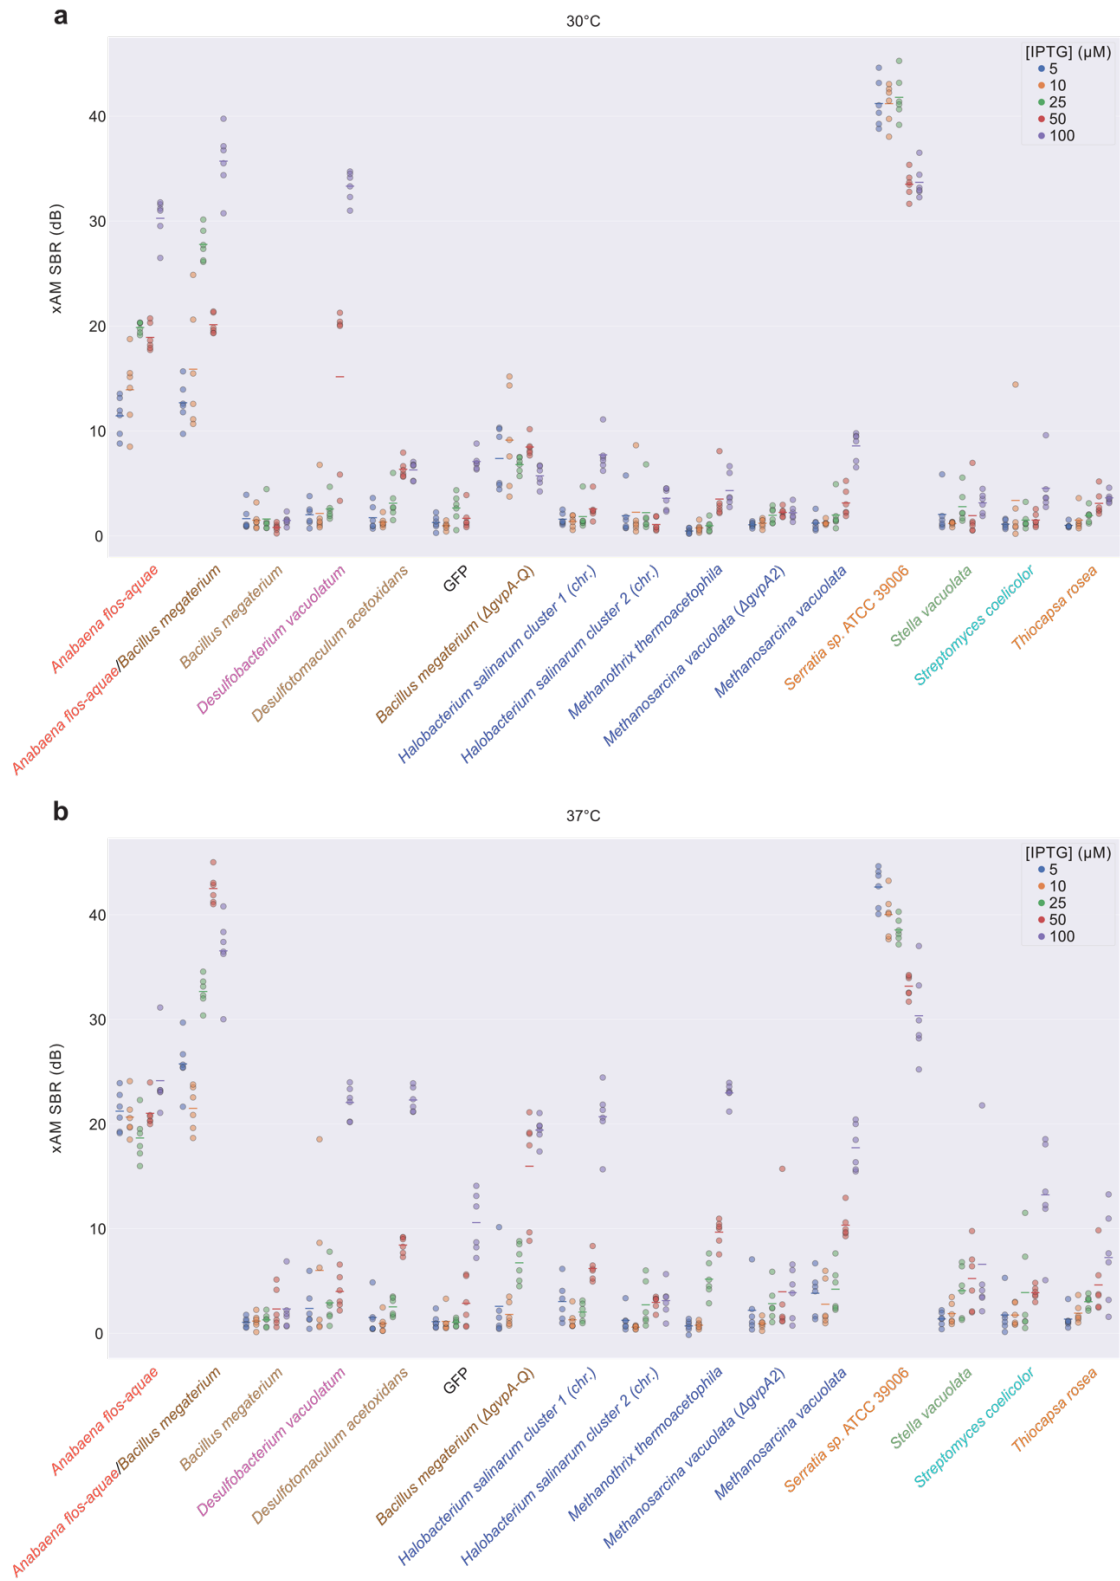 a
30°C
[IPTG] (µM)
5
10
25
50
100
40
30
20
10
0
xAM SBR (dB)
Anabaena flos-aquae
Anabaena flos-aquae/Bacillus megaterium
Bacillus megaterium
Desulfobacterium vacuolatum
Desulfotomaculum acetoxidans
GFP
Bacillus megaterium (ΔgvpA-Q)
Halobacterium salinarum cluster 1 (chr.)
Halobacterium salinarum cluster 2 (chr.)
Methanothrix thermoacetophila
Methanosarcina vacuolata (ΔgvpA2)
Methanosarcina vacuolata
Serratia sp. ATCC 39006
Stella vacuolata
Streptomyces coelicolor
Thiocapsa rosea
b
37°C
[IPTG] (µM)
5
10
25
50
100
40
30
20
10
0
xAM SBR (dB)
Anabaena flos-aquae
Anabaena flos-aquae/Bacillus megaterium
Bacillus megaterium
Desulfobacterium vacuolatum
Desulfotomaculum acetoxidans
GFP
Bacillus megaterium (ΔgvpA-Q)
Halobacterium salinarum cluster 1 (chr.)
Halobacterium salinarum cluster 2 (chr.)
Methanothrix thermoacetophila
Methanosarcina vacuolata (ΔgvpA2)
Methanosarcina vacuolata
Serratia sp. ATCC 39006
Stella vacuolata
Streptomyces coelicolor
Thiocapsa rosea